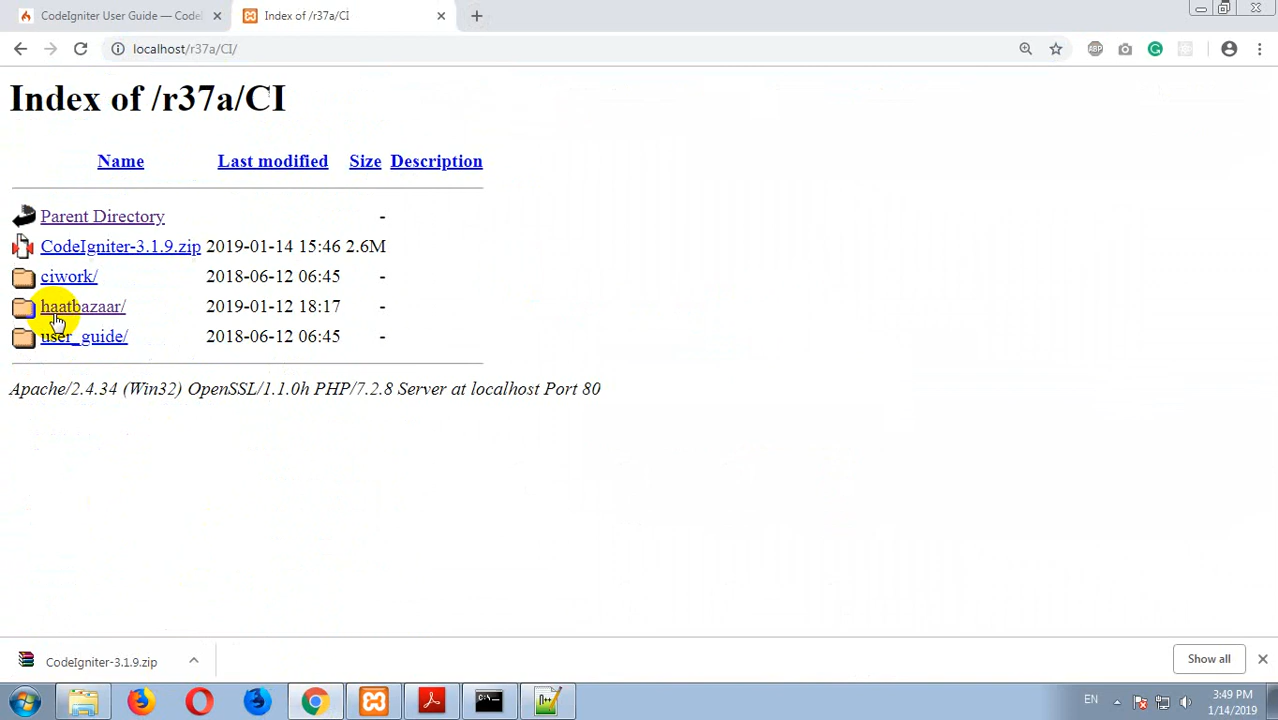 CodeIgniter User Guide — CodeI
Index of /r37a/CI
localhost/r37a/CI/
ABP
Index of /r37a/CI
Name Last modified Size Description
Parent Directory -
CodeIgniter-3.1.9.zip 2019-01-14 15:46 2.6M
ciwork/ 2018-06-12 06:45 -
haatbazaar/ 2019-01-12 18:17 -
user_guide/ 2018-06-12 06:45 -
Apache/2.4.34 (Win32) OpenSSL/1.1.0h PHP/7.2.8 Server at localhost Port 80
CodeIgniter-3.1.9.zip
Show all
EN
3:49 PM
1/14/2019